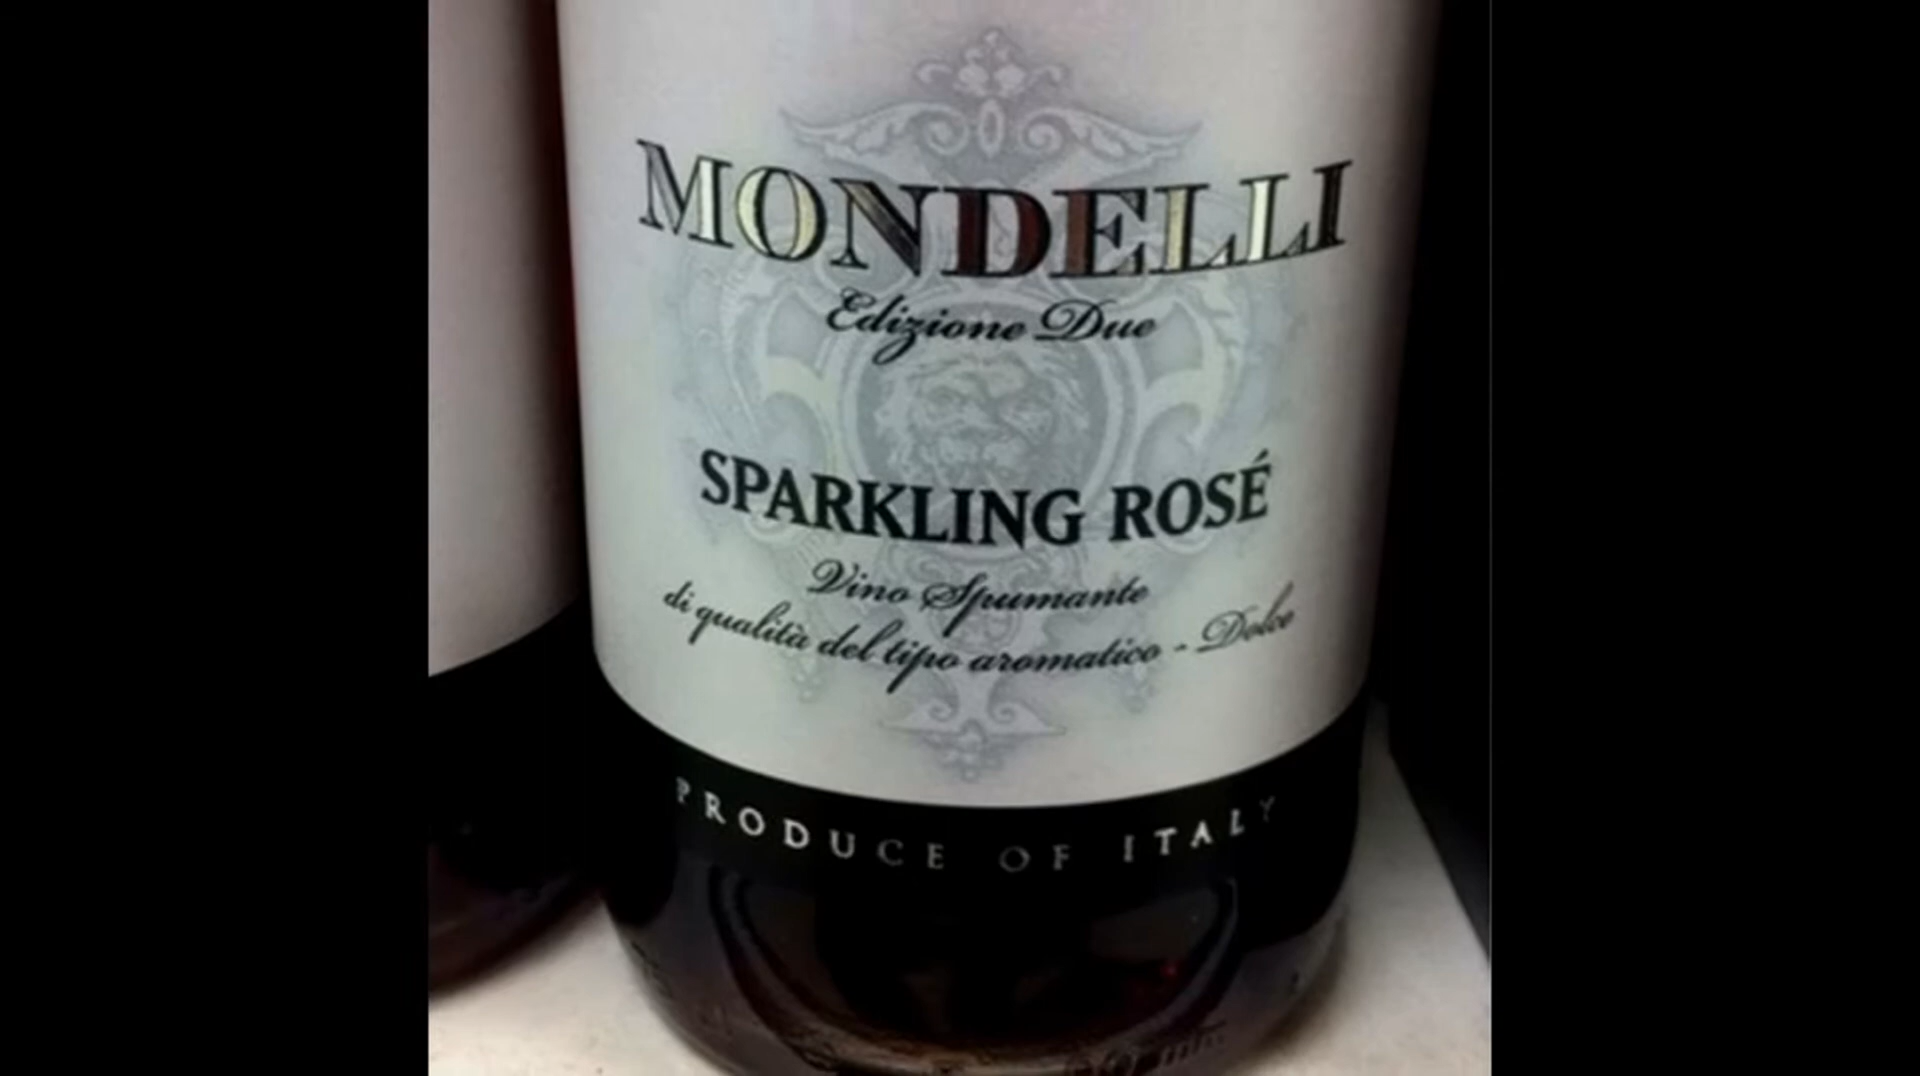 MONDELLI
Edizione Due
SPARKLING ROSÉ
Vino Spumante
di qualità del tipo aromatico - Dolce
PRODUCE OF ITALY